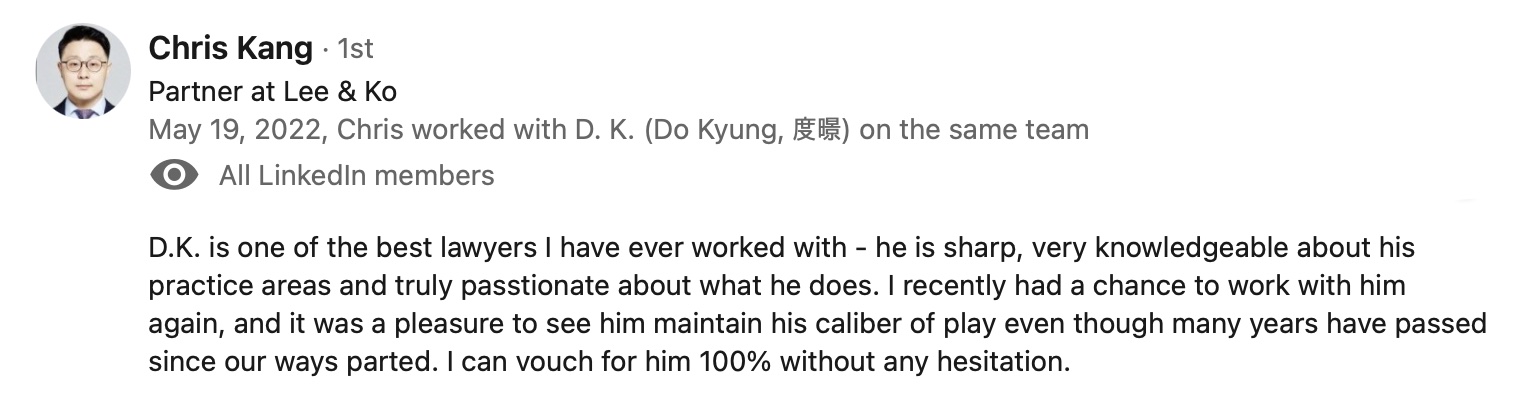 Chris Kang · 1st
Partner at Lee & Ko
May 19, 2022, Chris worked with D. K. (Do Kyung, 度暻) on the same team
All LinkedIn members
D.K. is one of the best lawyers I have ever worked with - he is sharp, very knowledgeable about his
practice areas and truly passtionate about what he does. I recently had a chance to work with him
again, and it was a pleasure to see him maintain his caliber of play even though many years have passed
since our ways parted. I can vouch for him 100% without any hesitation.